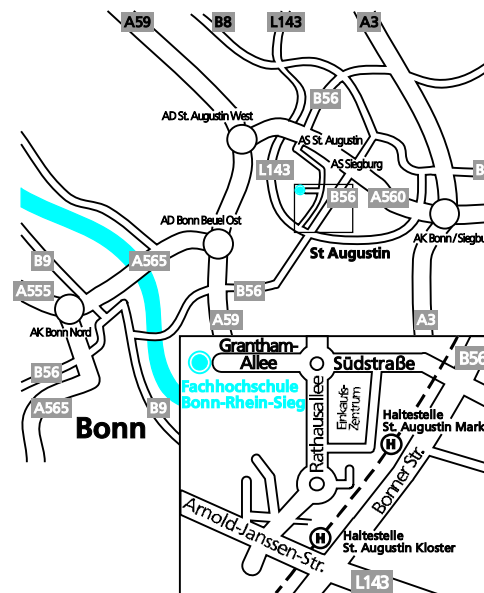 A59
B8
L143
A3
B56
AD St. Augustin West
AS St. Augustin
AS Siegburg
L143
B56
A560
AD Bonn Beuel Ost
AK Bonn/Siegbu
St Augustin
B9
A565
A555
B56
AK Bonn Nord
A59
A3
B56
A565
B9
Bonn
Grantham-
Allee
Südstraße
B56
Fachhochschule
Bonn-Rhein-Sieg
Rathausallee
Einkaufs-
Zentrum
Haltestelle
St. Augustin Mark
H
Bonner Str.
Arnold-Janssen-Str.
H
Haltestelle
St. Augustin Kloster
L143